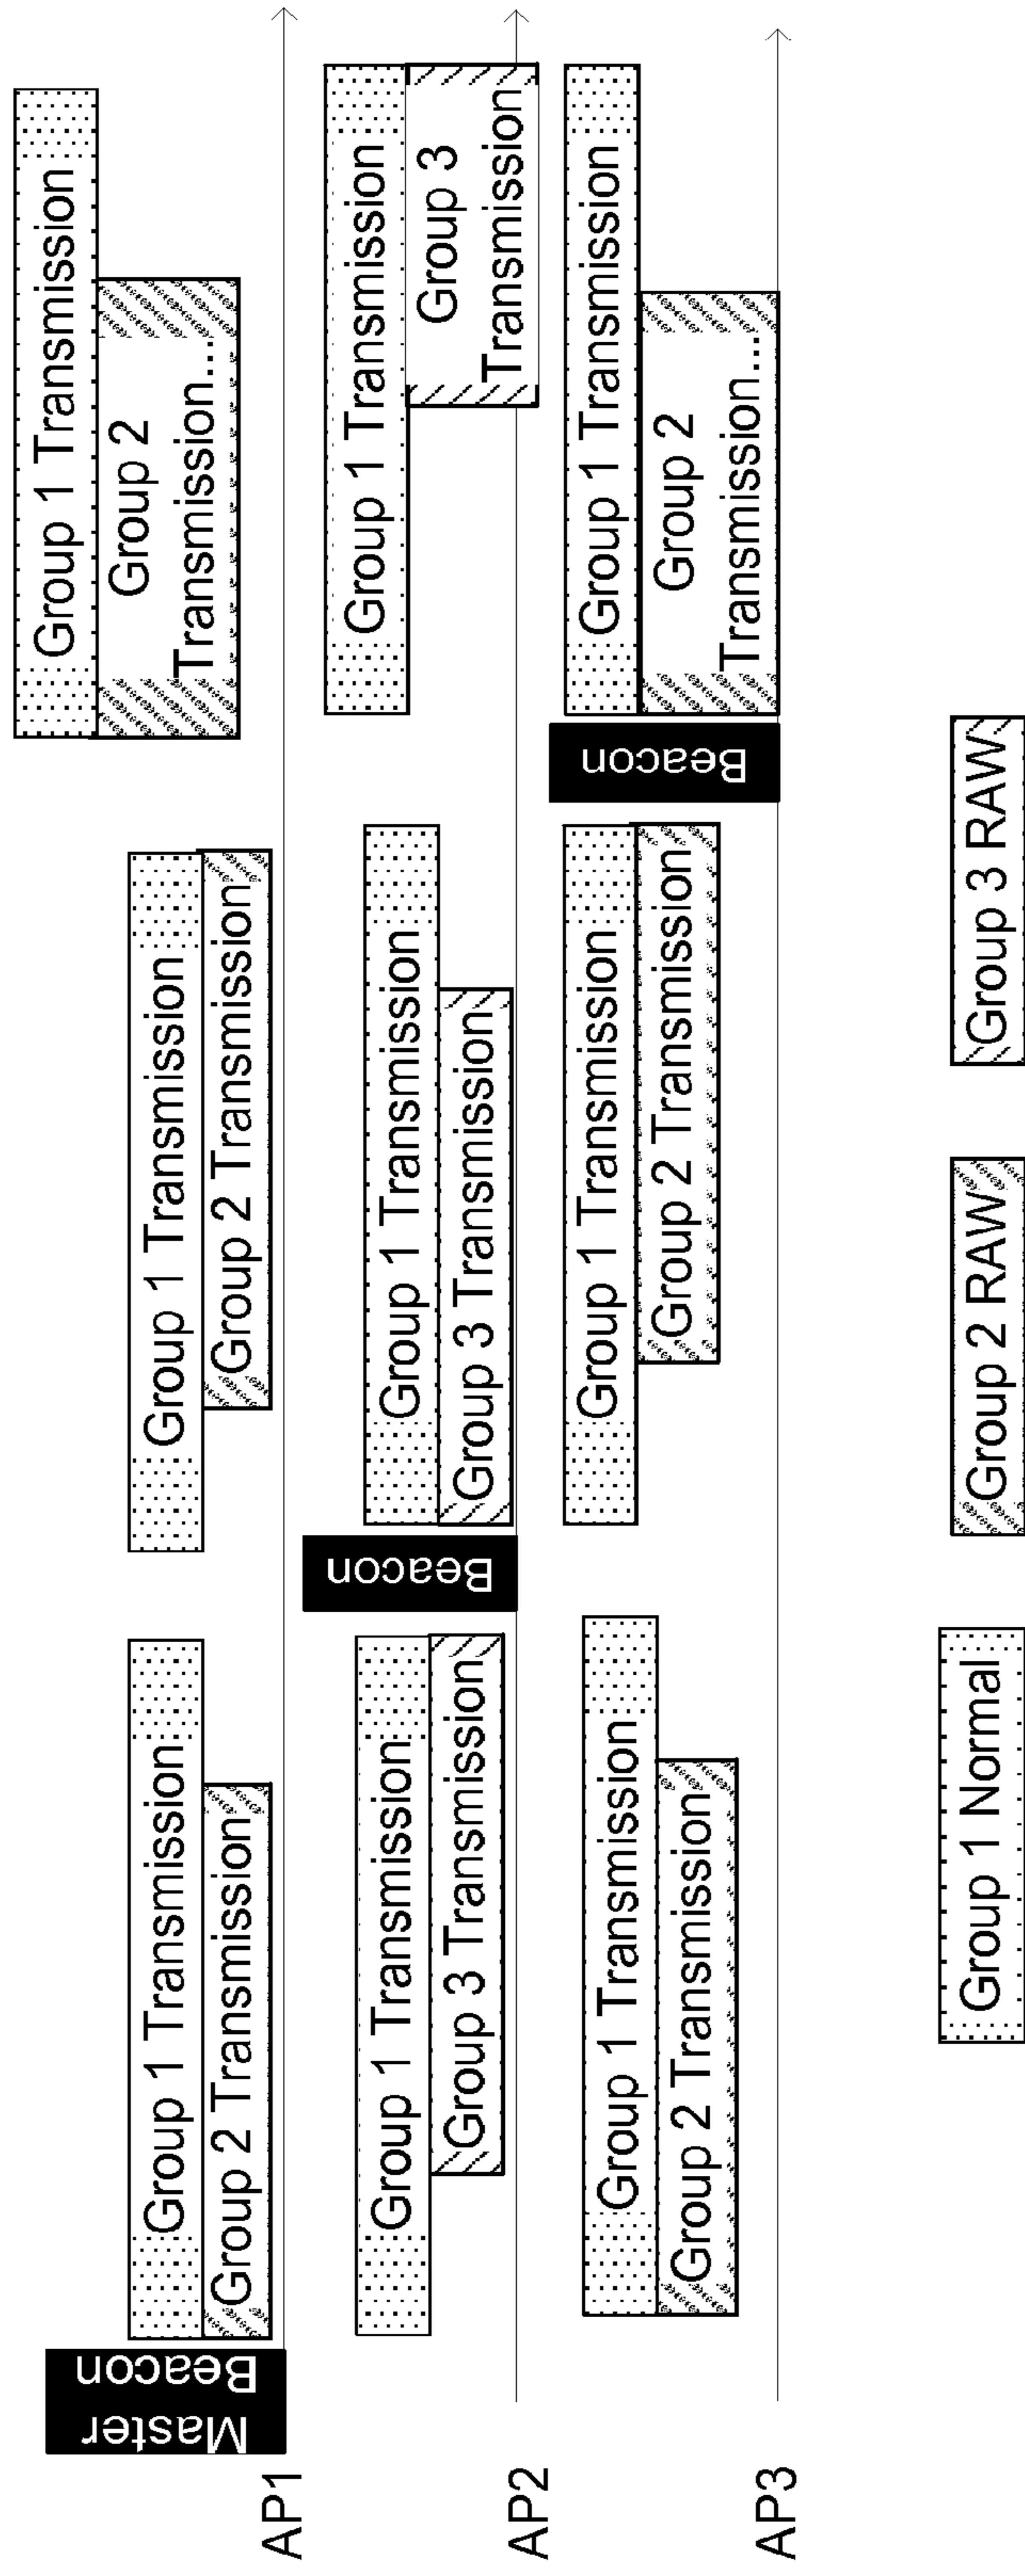 Master
Beacon
Group 1 Transmission
Group 2 Transmission
Group 1 Transmission
Group 2 Transmission
Group 1 Transmission
Group 2
Transmission...
AP1
Group 1 Transmission
Group 3 Transmission
Beacon
Group 1 Transmission
Group 3 Transmission
Group 1 Transmission
Group 3
Transmission
AP2
Group 1 Transmission
Group 2 Transmission
Group 1 Transmission
Group 2 Transmission
Beacon
Group 1 Transmission
Group 2
Transmission...
AP3
Group 1 Normal
Group 2 RAW
Group 3 RAW